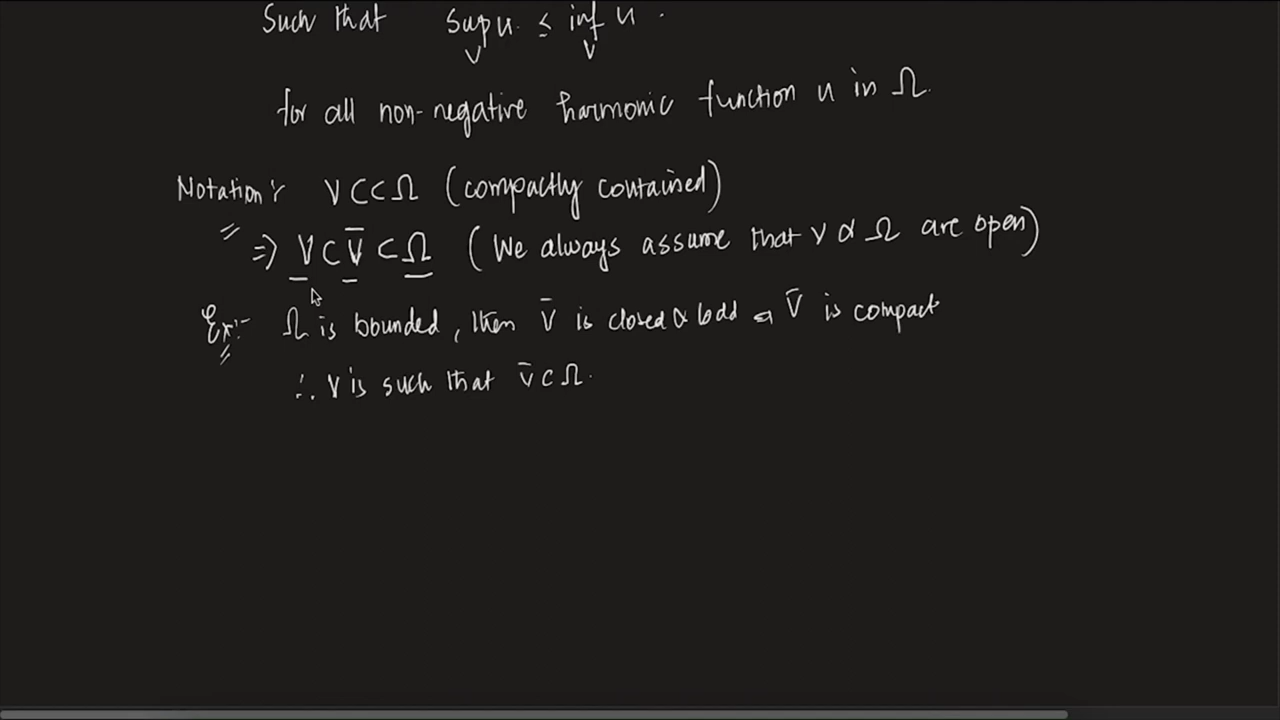 Such that sup u ≤ inf u.
V V
for all non-negative harmonic function u in Ω.
Notation:- V ⊂⊂ Ω (compactly contained)
=> V ⊂ V̄ ⊂ Ω (We always assume that V & Ω are open)
Ex:- Ω is bounded, then V̄ is closed & bdd ⇒ V̄ is compact
∴ V is such that V̄ ⊂ Ω.